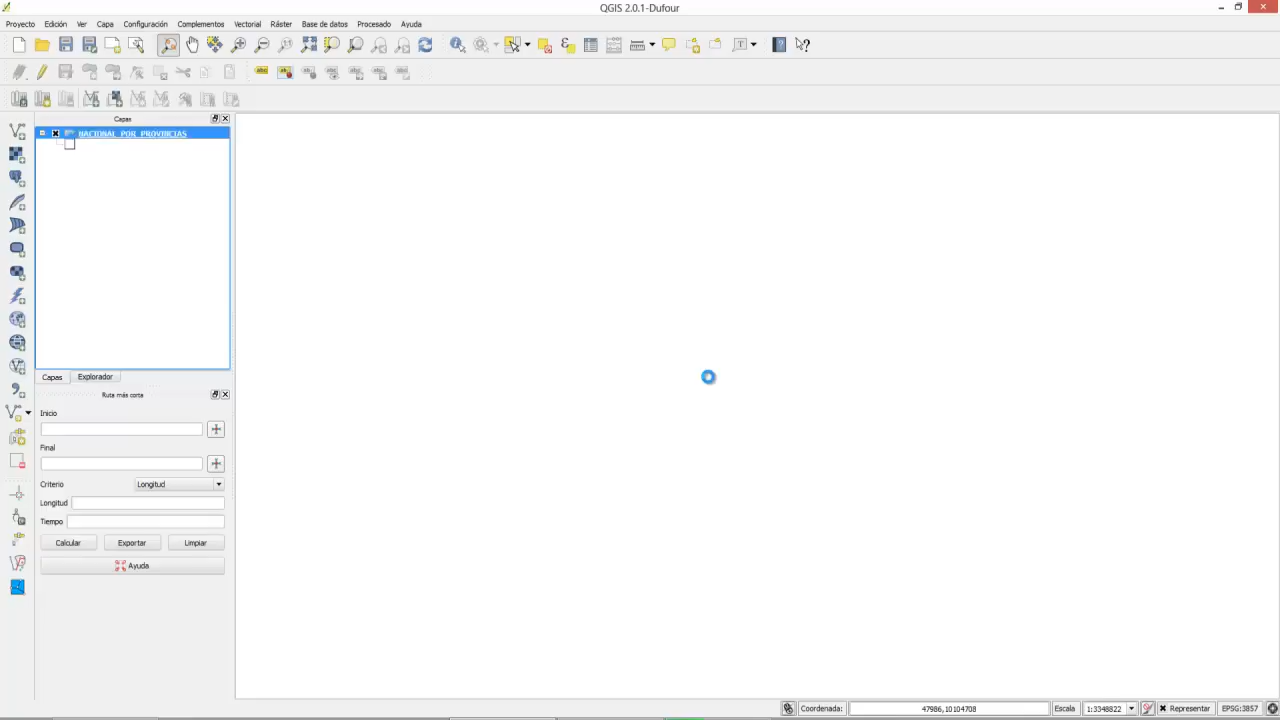 QGIS 2.0.1-Dufour
Proyecto Edición Ver Capa Configuración Complementos Vectorial Ráster Base de datos Procesado Ayuda
Capas
NACIONAL_POR_PROVINCIAS
Capas Explorador
Ruta más corta
Inicio
Final
Criterio Longitud
Longitud
Tiempo
Calcular Exportar Limpiar
Ayuda
Coordenada: 47986,10104708 Escala 1:3348822 Representar EPSG:3857